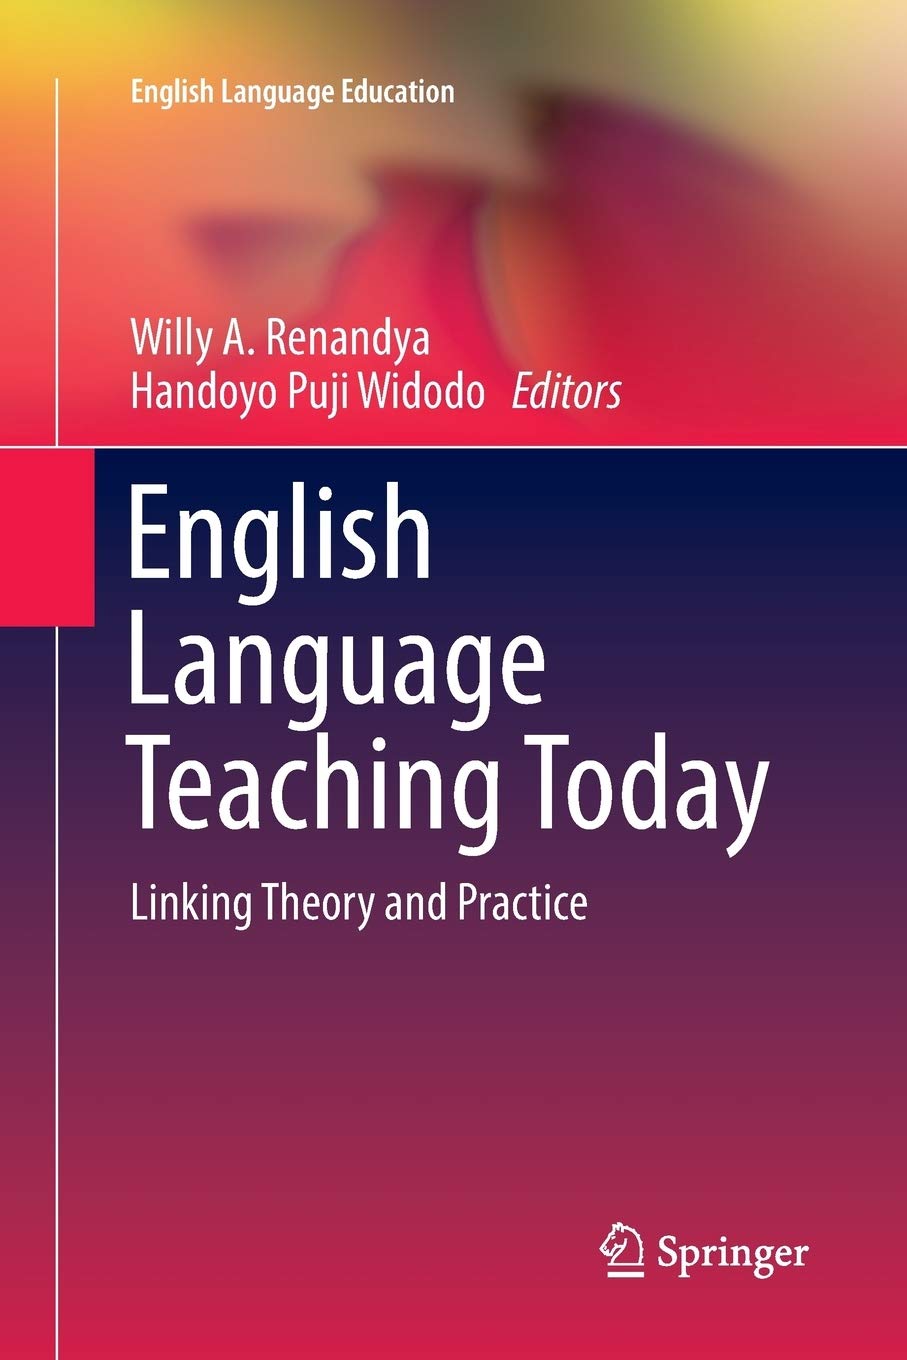 English Language Education
Willy A. Renandya
Handoyo Puji Widodo Editors
English
Language
Teaching Today
Linking Theory and Practice
Springer